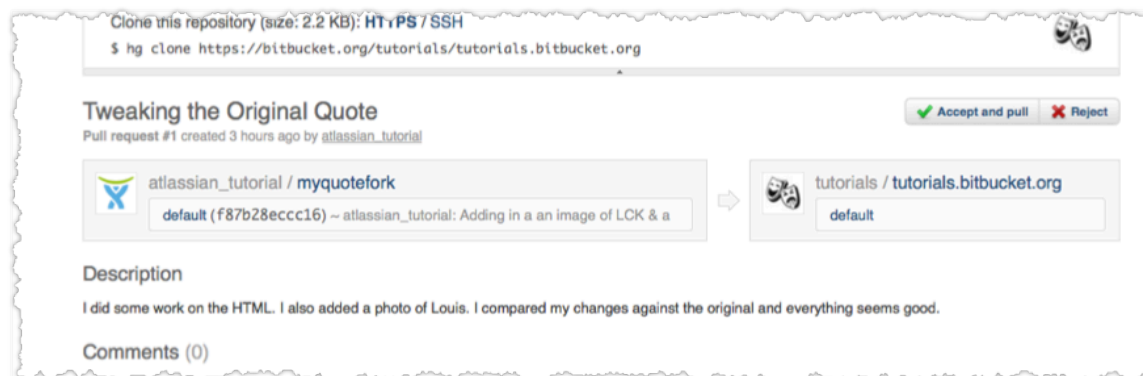 Clone this repository (size: 2.2 KB): HTTPS / SSH
$ hg clone https://bitbucket.org/tutorials/tutorials.bitbucket.org
Tweaking the Original Quote
Accept and pull
Reject
Pull request #1 created 3 hours ago by atlassian_tutorial
atlassian_tutorial / myquotefork
default (f87b28eccc16) ~ atlassian_tutorial: Adding in a an image of LCK & a
tutorials / tutorials.bitbucket.org
default
Description
I did some work on the HTML. I also added a photo of Louis. I compared my changes against the original and everything seems good.
Comments (0)